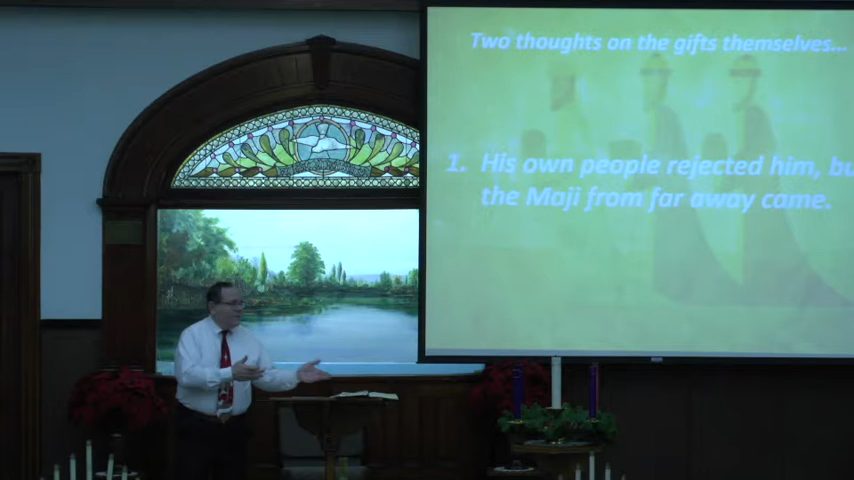 Two thoughts on the gifts themselves...
1. His own people rejected him, bu
the Maji from far away came.